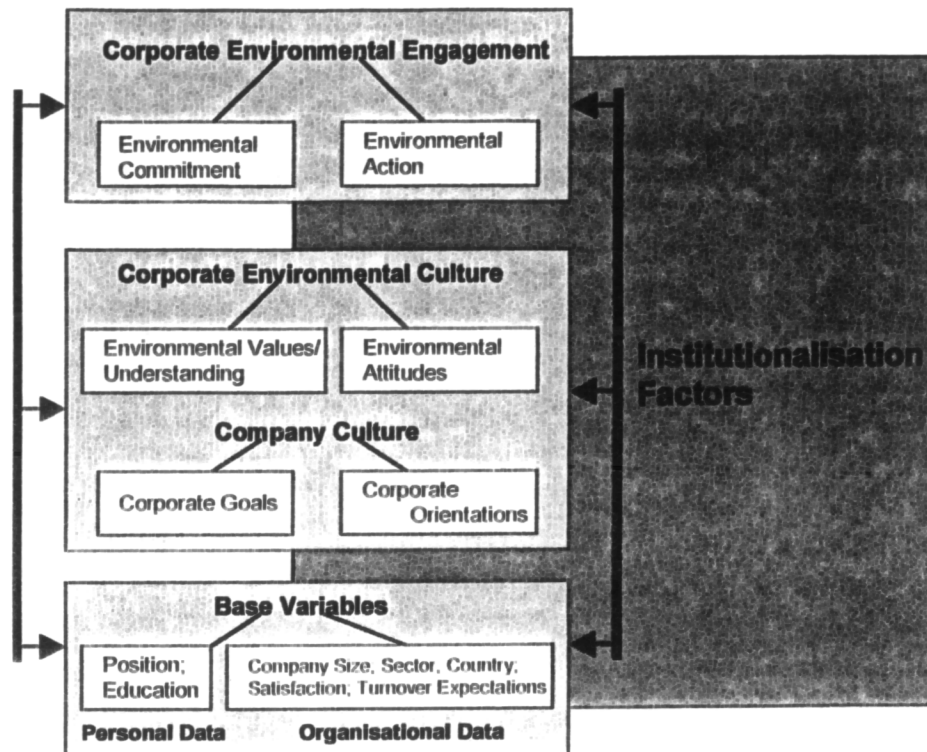 Corporate Environmental Engagement
Environmental
Commitment
Environmental
Action
Corporate Environmental Culture
Environmental Values/
Understanding
Environmental
Attitudes
Company Culture
Corporate Goals
Corporate
Orientations
Institutionalisation
Factors
Base Variables
Position;
Education
Company Size, Sector, Country;
Satisfaction; Turnover Expectations
Personal Data
Organisational Data